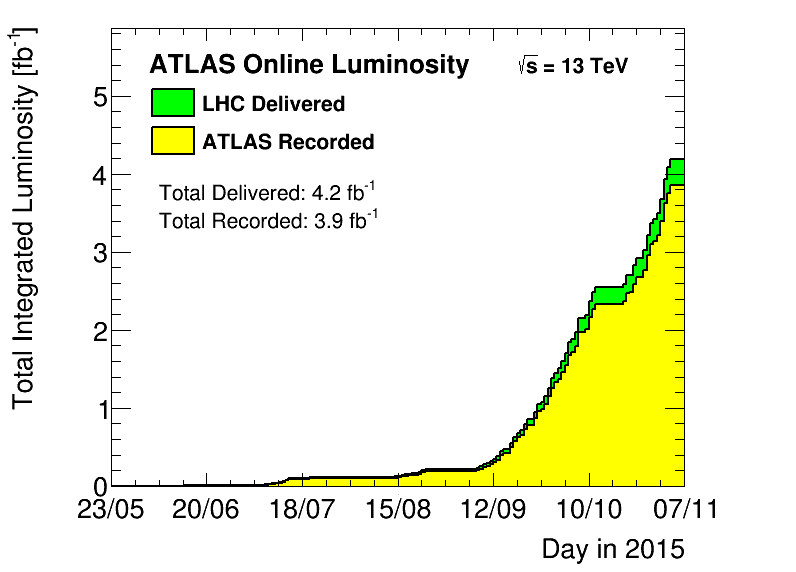 ATLAS Online Luminosity
√s = 13 TeV
LHC Delivered
ATLAS Recorded
Total Delivered: 4.2 fb⁻¹
Total Recorded: 3.9 fb⁻¹
Total Integrated Luminosity [fb⁻¹]
5
4
3
2
1
0
23/05 20/06 18/07 15/08 12/09 10/10 07/11
Day in 2015